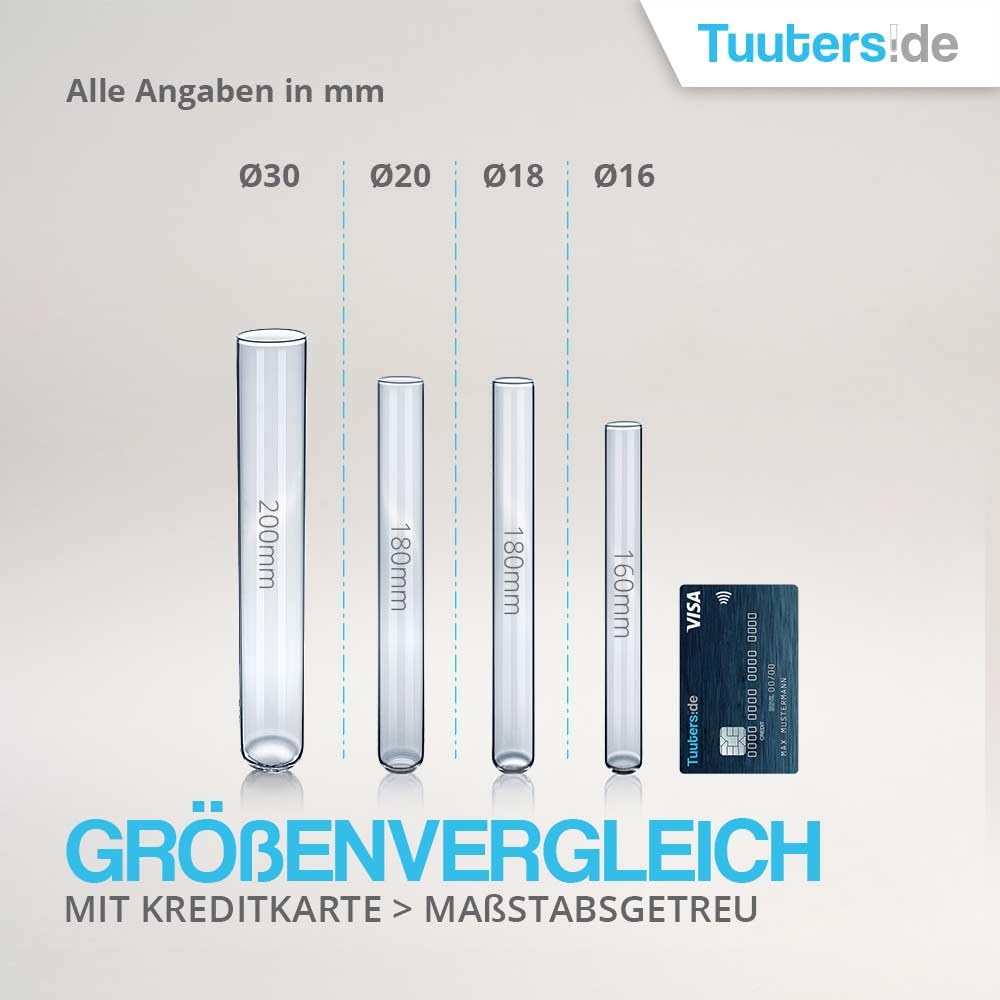 Tuuters!de
Alle Angaben in mm
Ø30
Ø20
Ø18
Ø16
200mm
180mm
180mm
160mm
VISA
0000 0000 0000 0000
00/00
CREDIT
MAX MUSTERMANN
Tuuters!de
GRÖßENVERGLEICH
MIT KREDITKARTE > MAßSTABSGETREU